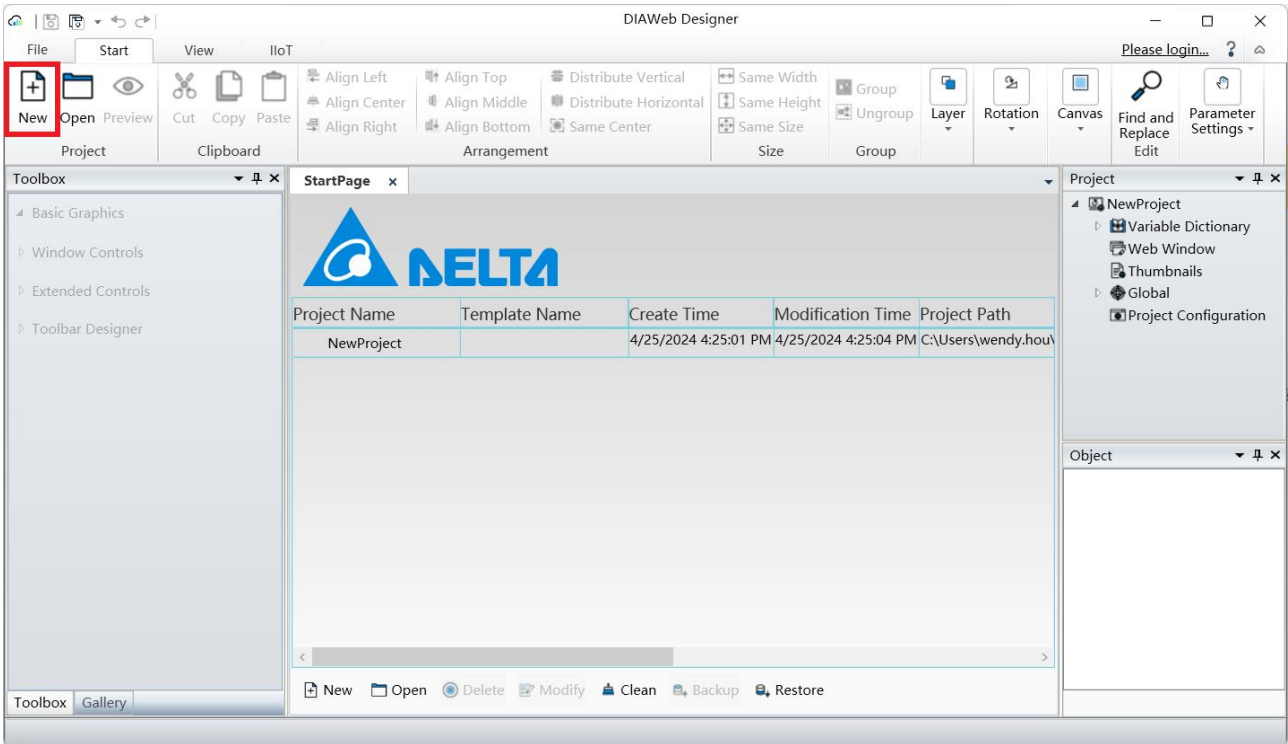 DIAWeb Designer
File Start View IIoT Please login... ?
New Open Preview Cut Copy Paste
Align Left Align Top Distribute Vertical Same Width
Align Center Align Middle Distribute Horizontal Same Height
Align Right Align Bottom Same Center Same Size
Group
Ungroup
Layer Rotation Canvas Find and Replace Parameter Settings
Project Clipboard Arrangement Size Group Edit
Toolbox
Basic Graphics
Window Controls
Extended Controls
Toolbar Designer
Toolbox Gallery
StartPage x
DELTA
Project Name Template Name Create Time Modification Time Project Path
NewProject 4/25/2024 4:25:01 PM 4/25/2024 4:25:04 PM C:\Users\wendy.hou\
New Open Delete Modify Clean Backup Restore
Project
NewProject
Variable Dictionary
Web Window
Thumbnails
Global
Project Configuration
Object